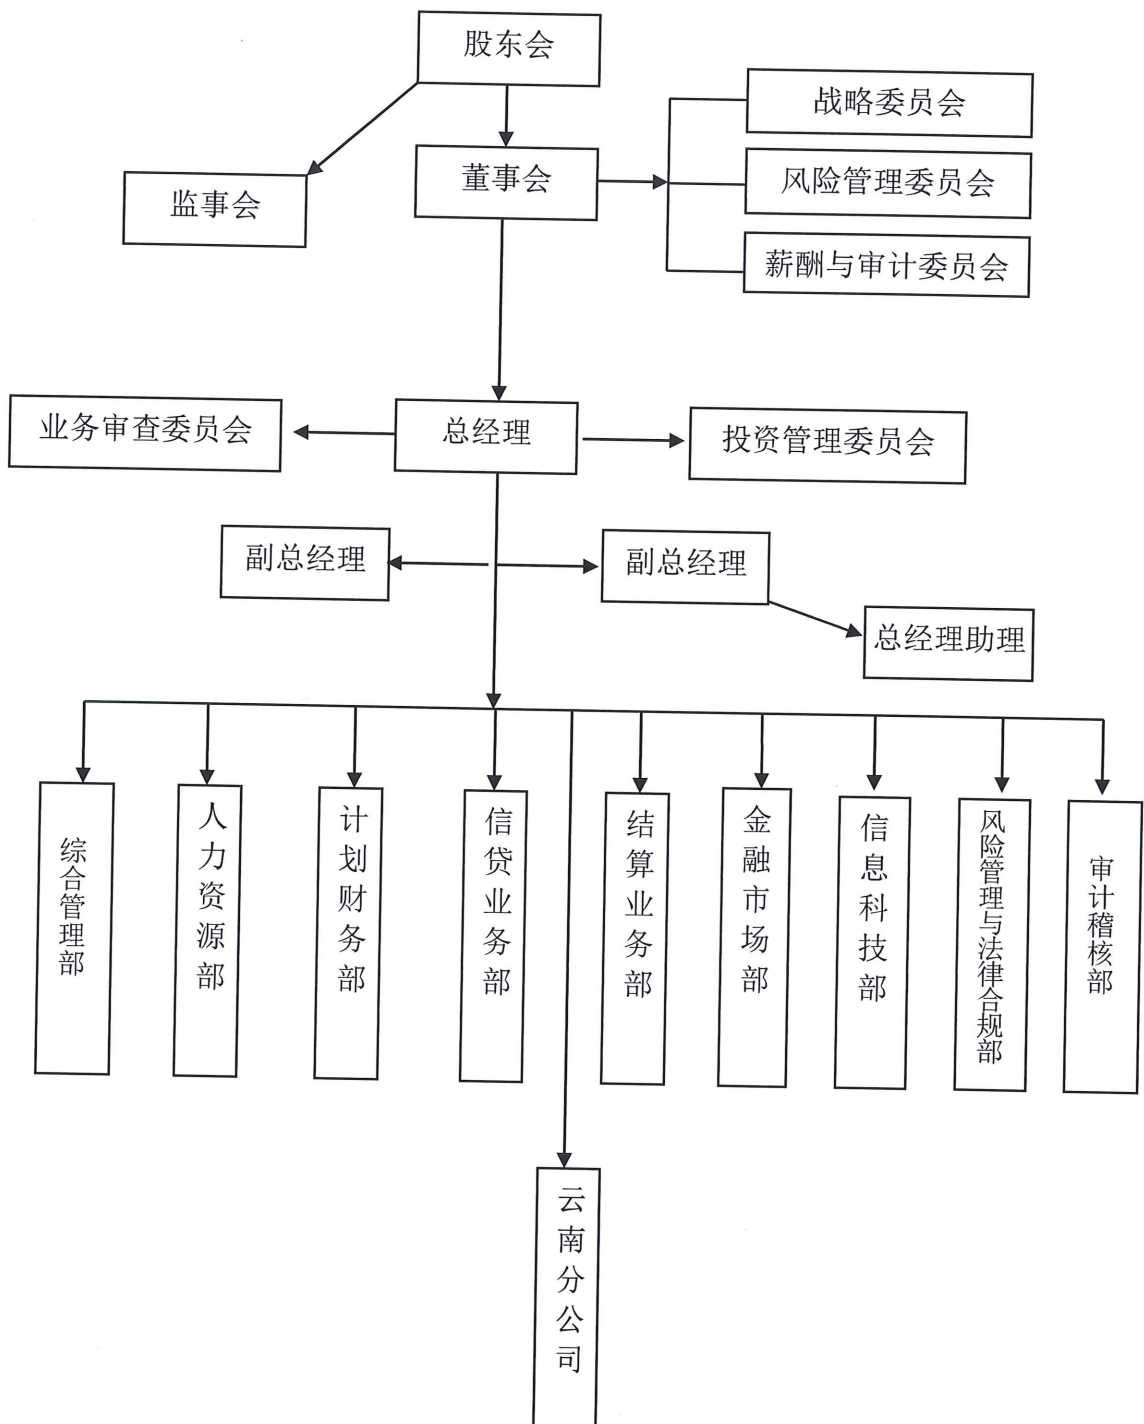 股东会
战略委员会
董事会
风险管理委员会
监事会
薪酬与审计委员会
业务审查委员会
总经理
投资管理委员会
副总经理
副总经理
总经理助理
综合管理部
人力资源部
计划财务部
信贷业务部
结算业务部
金融市场部
信息科技部
风险管理与法律合规部
审计稽核部
云南分公司